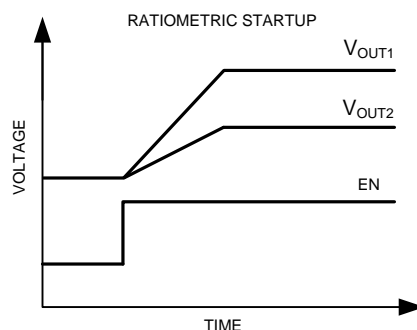 RATIOMETRIC STARTUP
VOUT1
VOUT2
EN
VOLTAGE
TIME